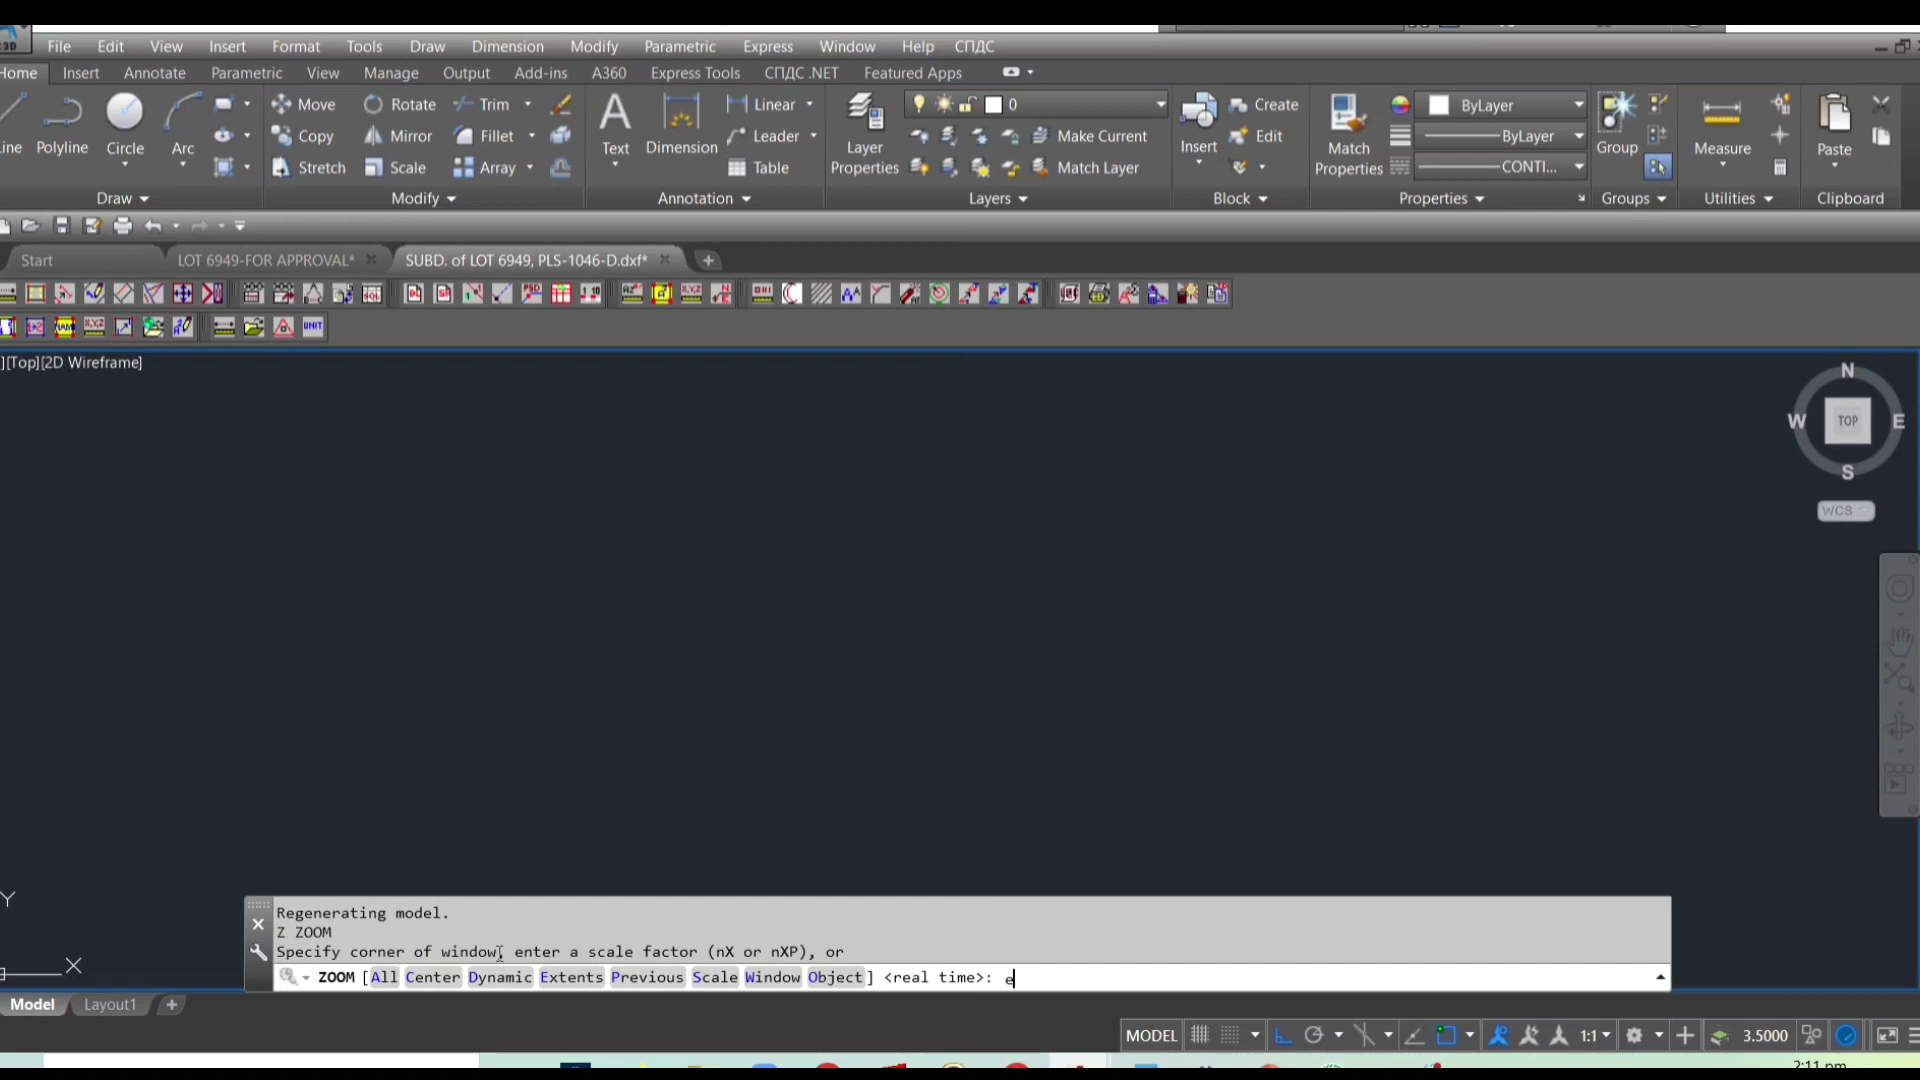 File Edit View Insert Format Tools Draw Dimension Modify Parametric Express Window Help СПДС
Home Insert Annotate Parametric View Manage Output Add-ins A360 Express Tools СПДС .NET Featured Apps
Line Polyline Circle Arc
Move Rotate Trim
Copy Mirror Fillet
Stretch Scale Array
Text Dimension
Linear
Leader
Table
Layer Properties
0
Make Current
Match Layer
Insert
Create
Edit
Match Properties
ByLayer
ByLayer
CONTI...
Group
Measure
Paste
Draw Modify Annotation Layers Block Properties Groups Utilities Clipboard
Start LOT 6949-FOR APPROVAL* SUBD. of LOT 6949, PLS-1046-D.dxf*
][Top][2D Wireframe]
N
W TOP E
S
WCS
Y
X
Regenerating model.
Z ZOOM
Specify corner of window, enter a scale factor (nX or nXP), or
ZOOM [All Center Dynamic Extents Previous Scale Window Object] <real time>: e
Model Layout1
MODEL 1:1 3.5000
2:11 pm